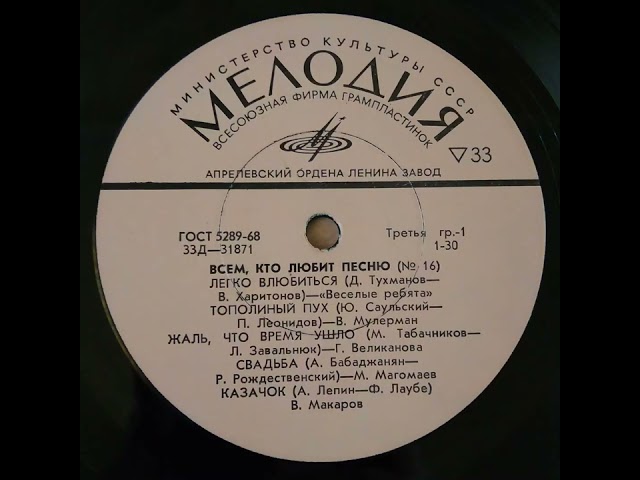 МИНИСТЕРСТВО КУЛЬТУРЫ СССР
МЕЛОДИЯ
ВСЕСОЮЗНАЯ ФИРМА ГРАМПЛАСТИНОК
▽33
АПРЕЛЕВСКИЙ ОРДЕНА ЛЕНИНА ЗАВОД
ГОСТ 5289-68
Третья гр.-1
33Д—31871
1-30
ВСЕМ, КТО ЛЮБИТ ПЕСНЮ (№ 16)
ЛЕГКО ВЛЮБИТЬСЯ (Д. Тухманов—
В. Харитонов)—«Веселые ребята»
ТОПОЛИНЫЙ ПУХ (Ю. Саульский—
П. Леонидов)—В. Мулерман
ЖАЛЬ, ЧТО ВРЕМЯ УШЛО (М. Табачников—
Л. Завальнюк)—Г. Великанова
СВАДЬБА (А. Бабаджанян—
Р. Рождественский)—М. Магомаев
КАЗАЧОК (А. Лепин—Ф. Лаубе)
В. Макаров